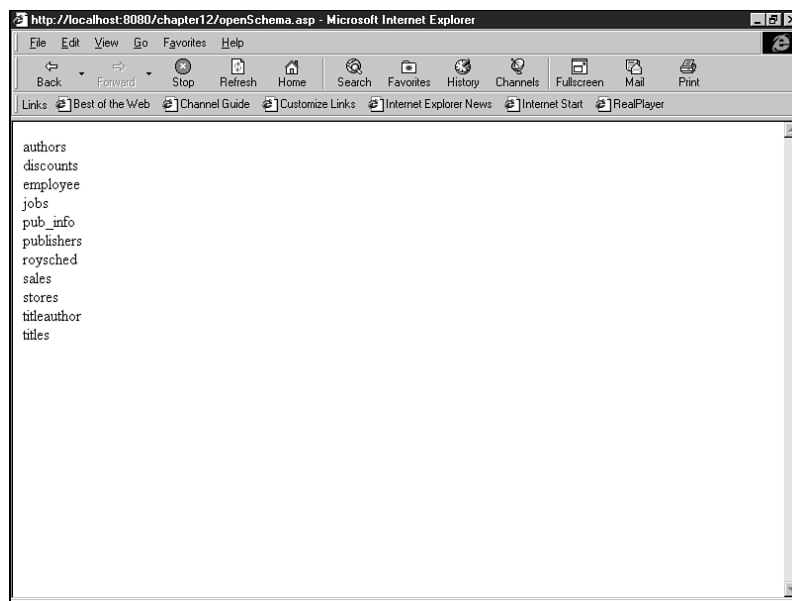 http://localhost:8080/chapter12/openSchema.asp - Microsoft Internet Explorer
File Edit View Go Favorites Help
Back Forward Stop Refresh Home Search Favorites History Channels Fullscreen Mail Print
Links Best of the Web Channel Guide Customize Links Internet Explorer News Internet Start RealPlayer
authors
discounts
employee
jobs
pub_info
publishers
roysched
sales
stores
titleauthor
titles